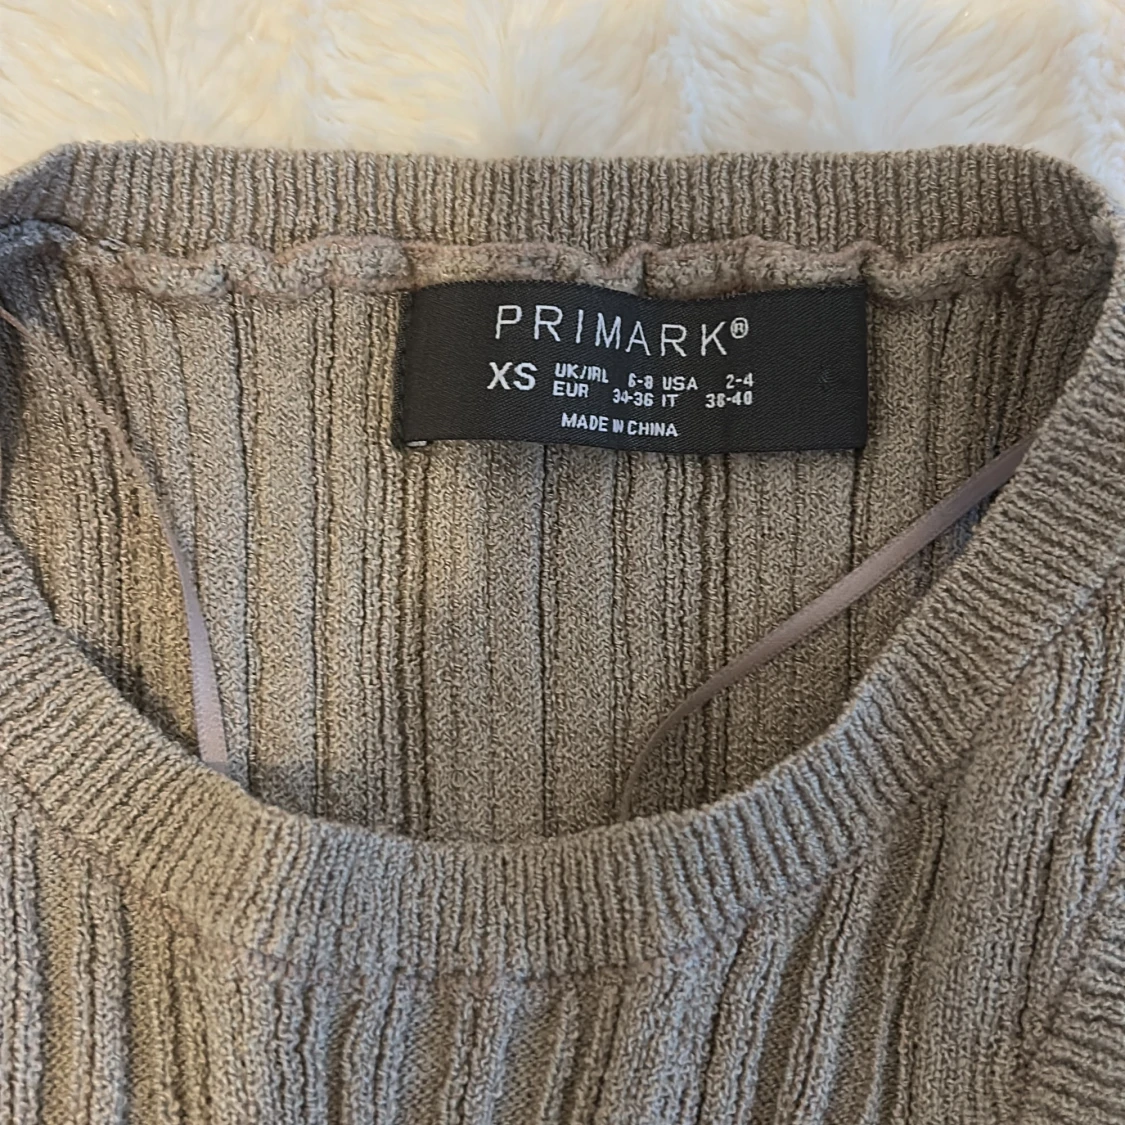 PRIMARK®
XS UK/IRL 6-8 USA 2-4
EUR 34-36 IT 38-40
MADE IN CHINA